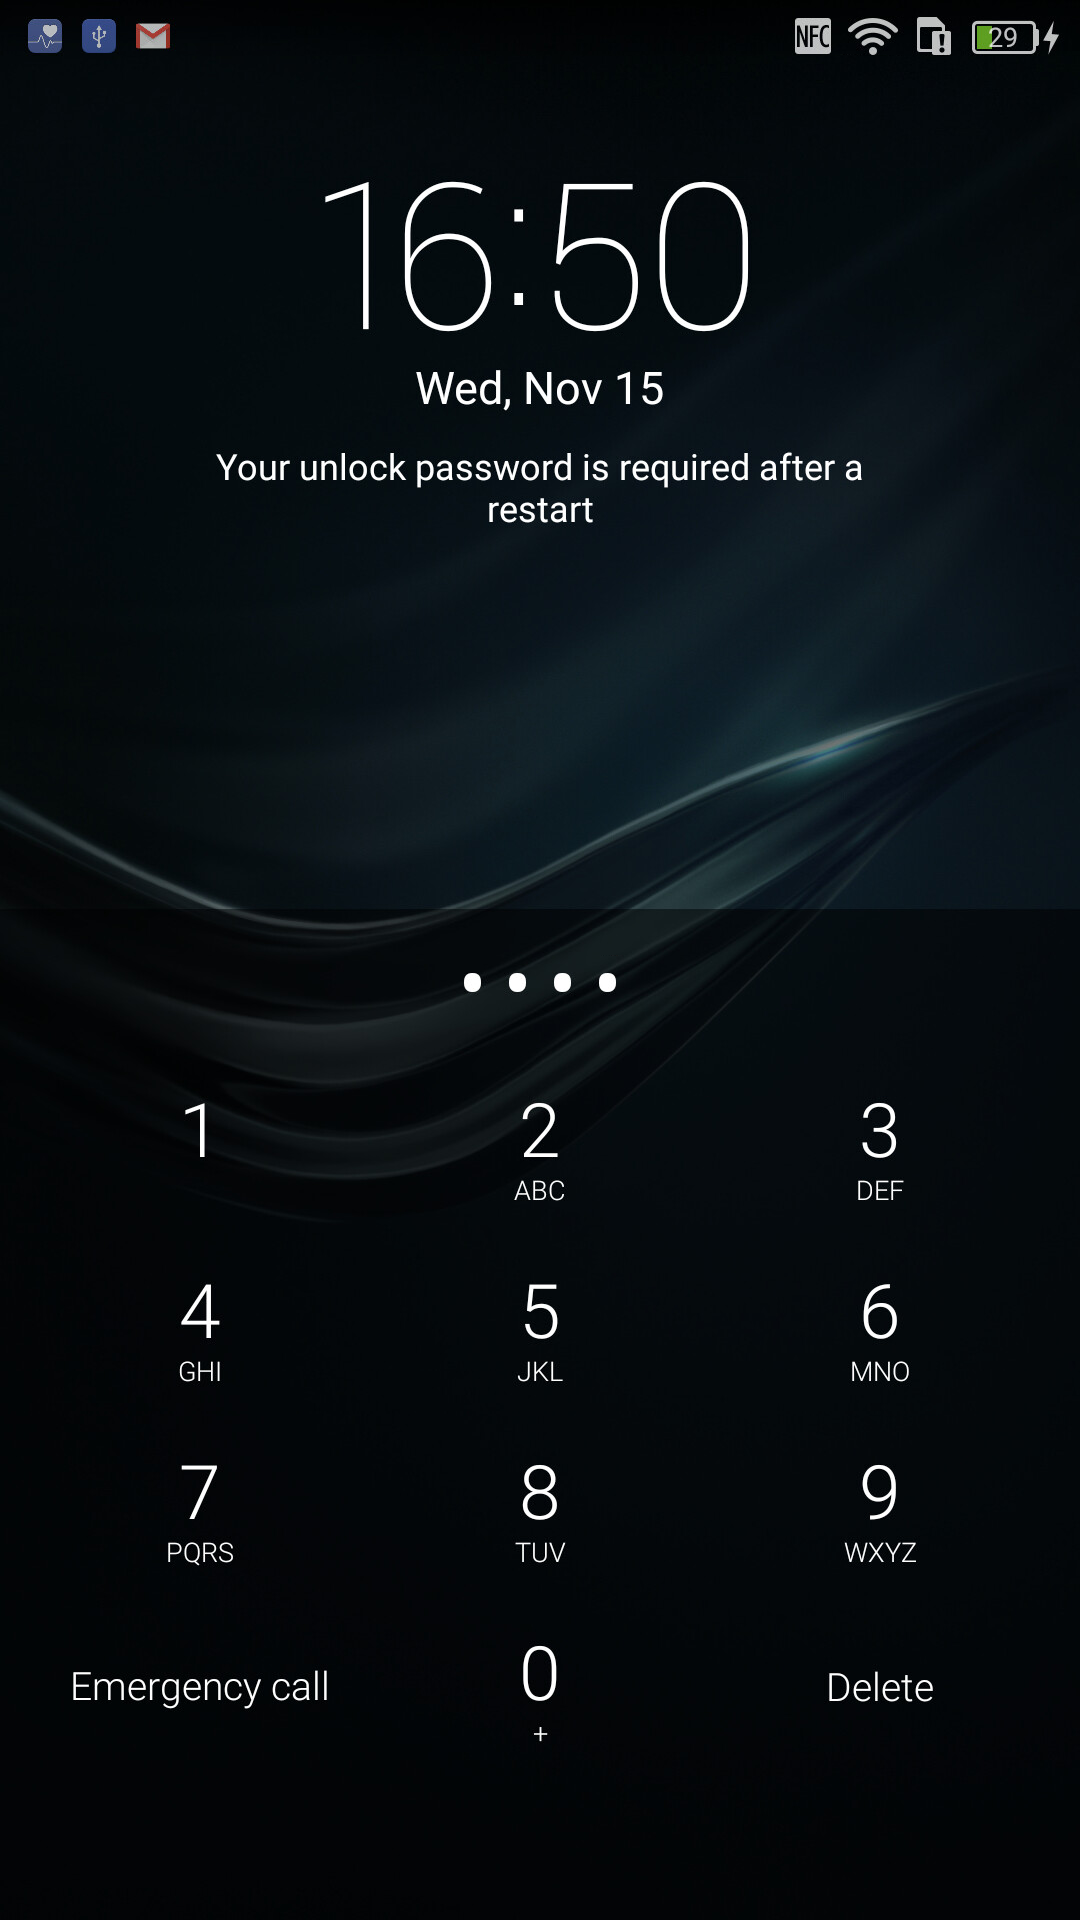 NFC 29
16:50
Wed, Nov 15
Your unlock password is required after a
restart
1 2 3
ABC DEF
4 5 6
GHI JKL MNO
7 8 9
PQRS TUV WXYZ
Emergency call 0 Delete
+